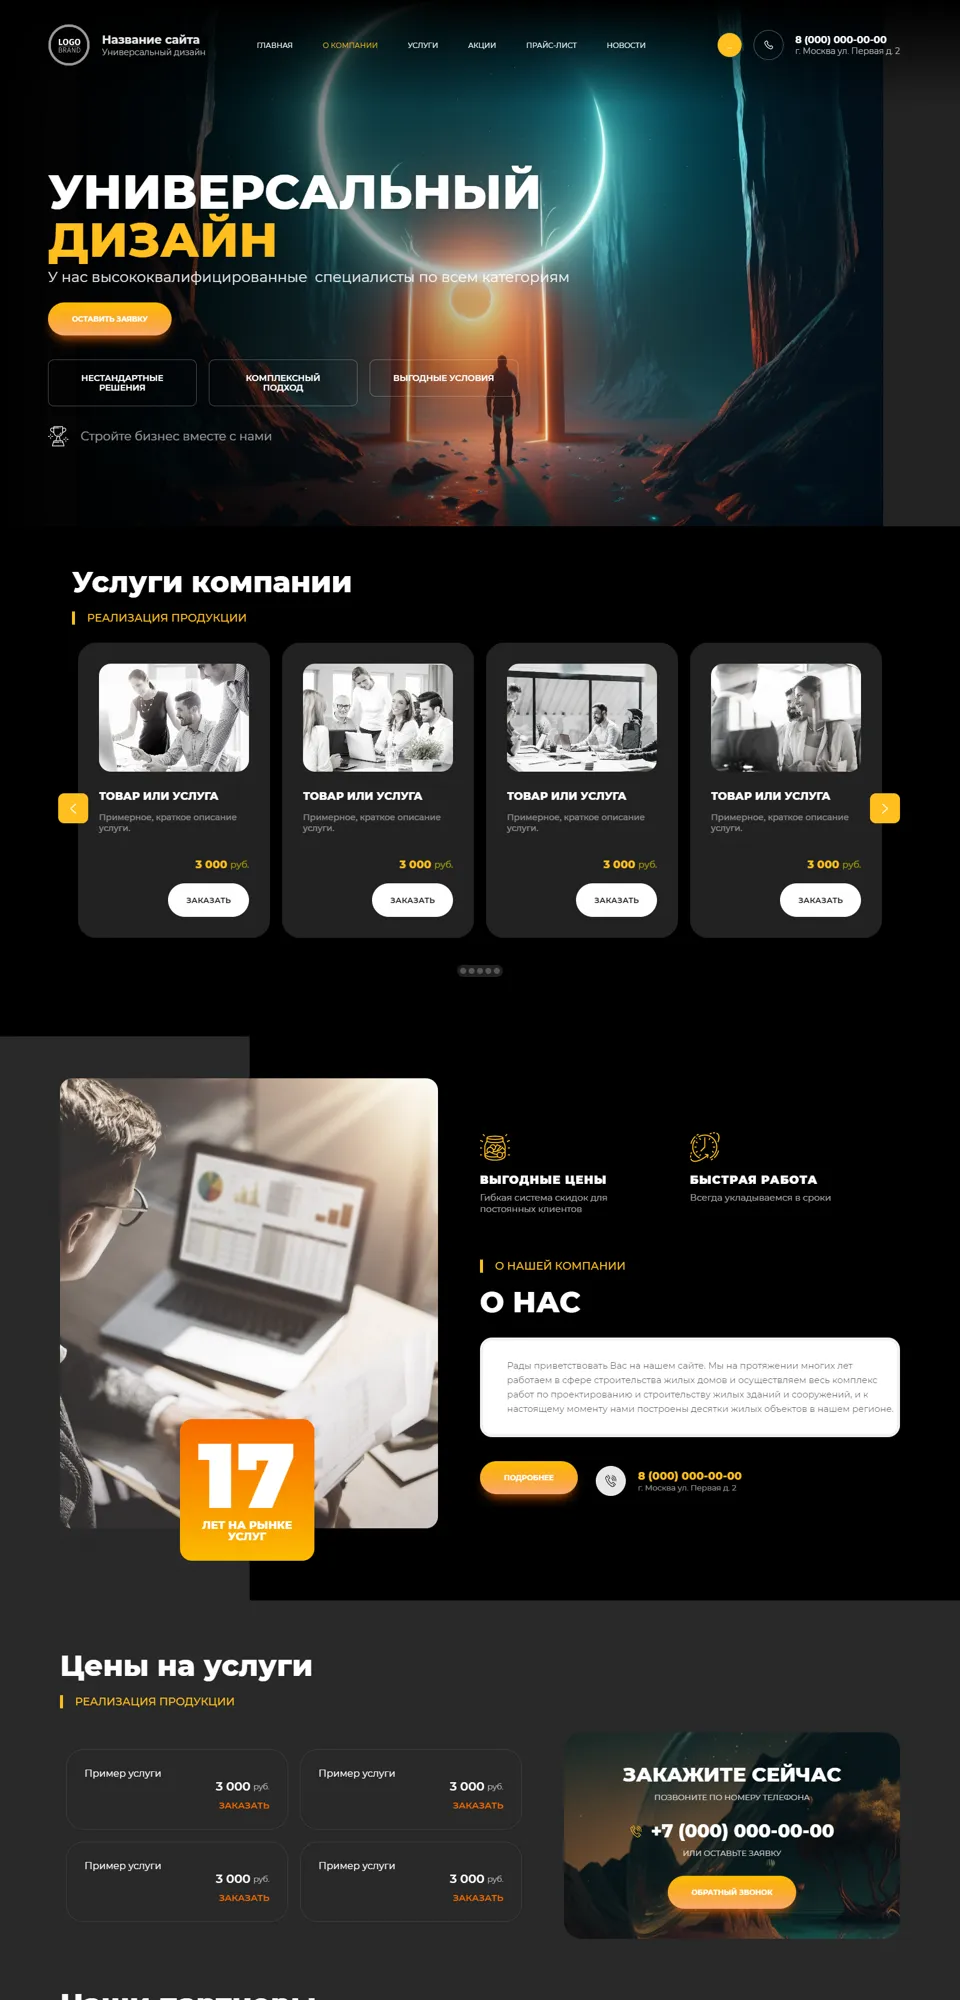 LOGO
BRAND
Название сайта
Универсальный дизайн
ГЛАВНАЯ
О КОМПАНИИ
УСЛУГИ
АКЦИИ
ПРАЙС-ЛИСТ
НОВОСТИ
8 (000) 000-00-00
г. Москва ул. Первая д. 2
УНИВЕРСАЛЬНЫЙ
ДИЗАЙН
У нас высококвалифицированные специалисты по всем категориям
ОСТАВИТЬ ЗАЯВКУ
НЕСТАНДАРТНЫЕ
РЕШЕНИЯ
КОМПЛЕКСНЫЙ
ПОДХОД
ВЫГОДНЫЕ УСЛОВИЯ
Стройте бизнес вместе с нами
Услуги компании
РЕАЛИЗАЦИЯ ПРОДУКЦИИ
ТОВАР ИЛИ УСЛУГА
Примерное, краткое описание
услуги.
3 000 руб.
ЗАКАЗАТЬ
ТОВАР ИЛИ УСЛУГА
Примерное, краткое описание
услуги.
3 000 руб.
ЗАКАЗАТЬ
ТОВАР ИЛИ УСЛУГА
Примерное, краткое описание
услуги.
3 000 руб.
ЗАКАЗАТЬ
ТОВАР ИЛИ УСЛУГА
Примерное, краткое описание
услуги.
3 000 руб.
ЗАКАЗАТЬ
17
ЛЕТ НА РЫНКЕ
УСЛУГ
ВЫГОДНЫЕ ЦЕНЫ
Гибкая система скидок для
постоянных клиентов
БЫСТРАЯ РАБОТА
Всегда укладываемся в сроки
О НАШЕЙ КОМПАНИИ
О НАС
Рады приветствовать Вас на нашем сайте. Мы на протяжении многих лет
работаем в сфере строительства жилых домов и осуществляем весь комплекс
работ по проектированию и строительству жилых зданий и сооружений, и к
настоящему моменту нами построены десятки жилых объектов в нашем регионе.
ПОДРОБНЕЕ
8 (000) 000-00-00
г. Москва ул. Первая д. 2
Цены на услуги
РЕАЛИЗАЦИЯ ПРОДУКЦИИ
Пример услуги
3 000 руб.
ЗАКАЗАТЬ
Пример услуги
3 000 руб.
ЗАКАЗАТЬ
Пример услуги
3 000 руб.
ЗАКАЗАТЬ
Пример услуги
3 000 руб.
ЗАКАЗАТЬ
ЗАКАЖИТЕ СЕЙЧАС
ПОЗВОНИТЕ ПО НОМЕРУ ТЕЛЕФОНА
+7 (000) 000-00-00
ИЛИ ОСТАВЬТЕ ЗАЯВКУ
ОБРАТНЫЙ ЗВОНОК
Наши партнеры